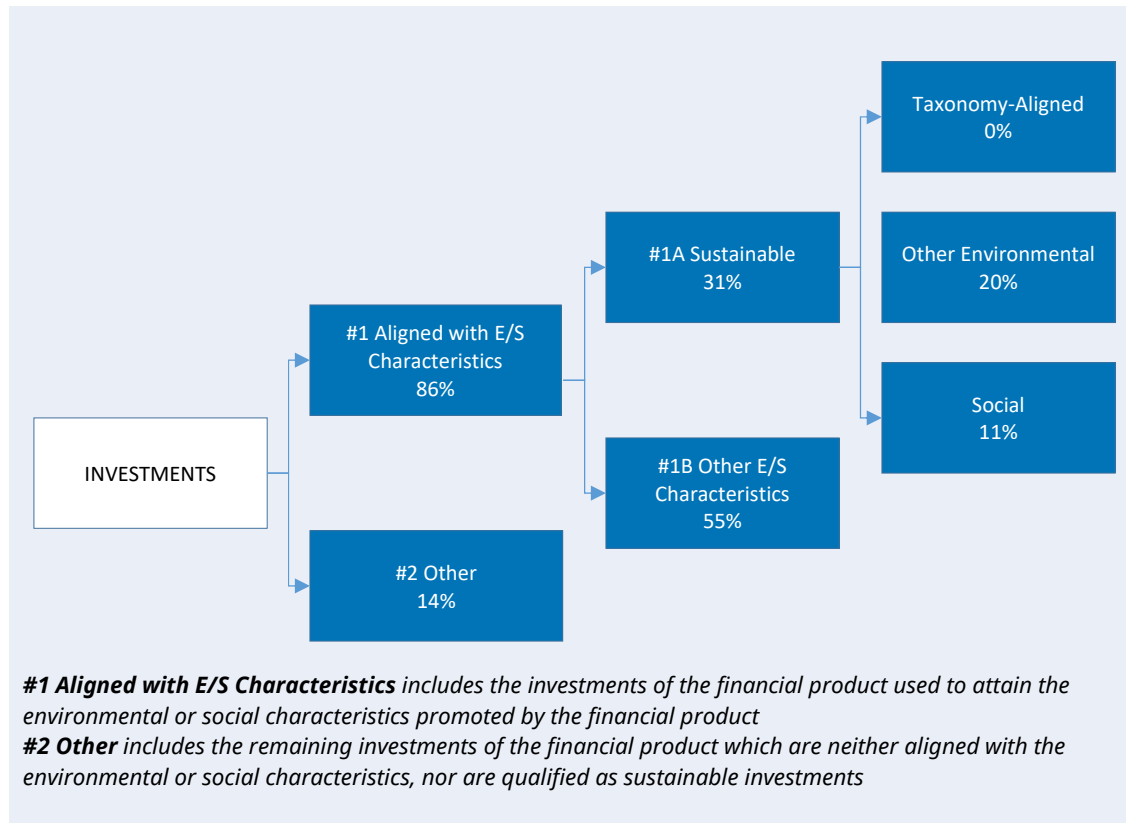 Taxonomy-Aligned
0%
#1A Sustainable
31%
Other Environmental
20%
#1 Aligned with E/S
Characteristics
86%
Social
11%
INVESTMENTS
#1B Other E/S
Characteristics
55%
#2 Other
14%
#1 Aligned with E/S Characteristics includes the investments of the financial product used to attain the
environmental or social characteristics promoted by the financial product
#2 Other includes the remaining investments of the financial product which are neither aligned with the
environmental or social characteristics, nor are qualified as sustainable investments